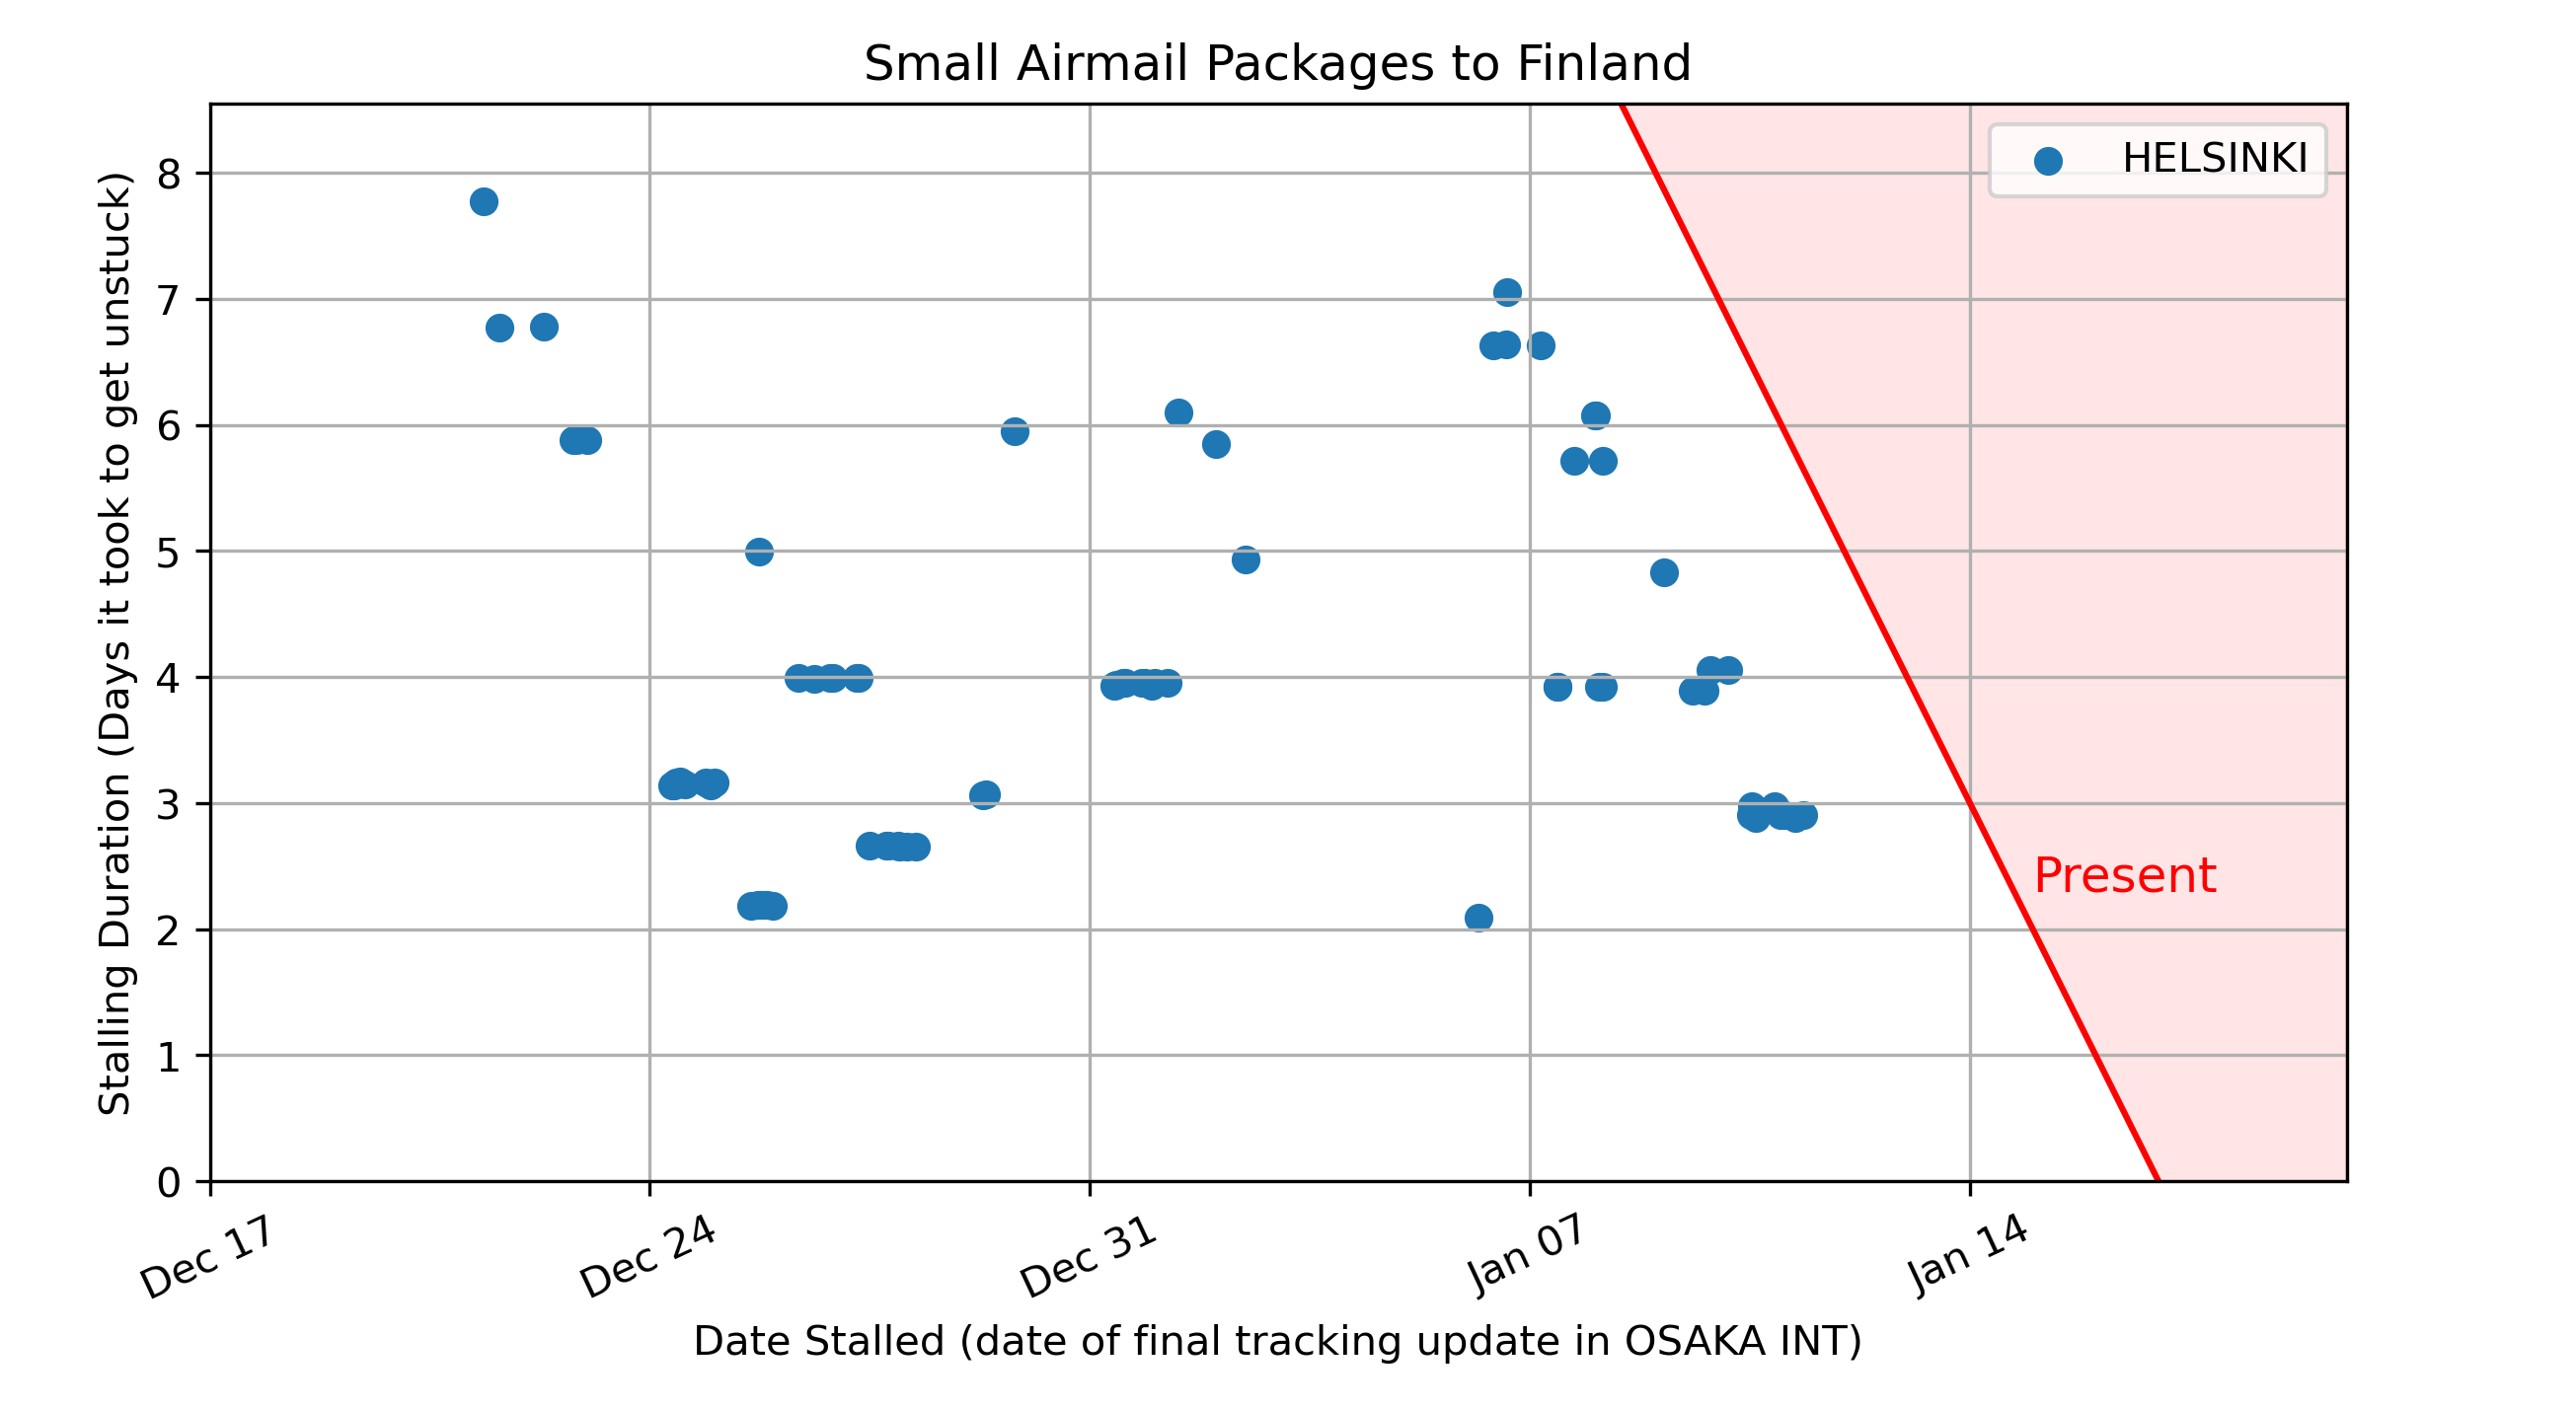 Small Airmail Packages to Finland
HELSINKI
Stalling Duration (Days it took to get unstuck)
8
7
6
5
4
3
2
1
0
Present
Dec 17
Dec 24
Dec 31
Jan 07
Jan 14
Date Stalled (date of final tracking update in OSAKA INT)